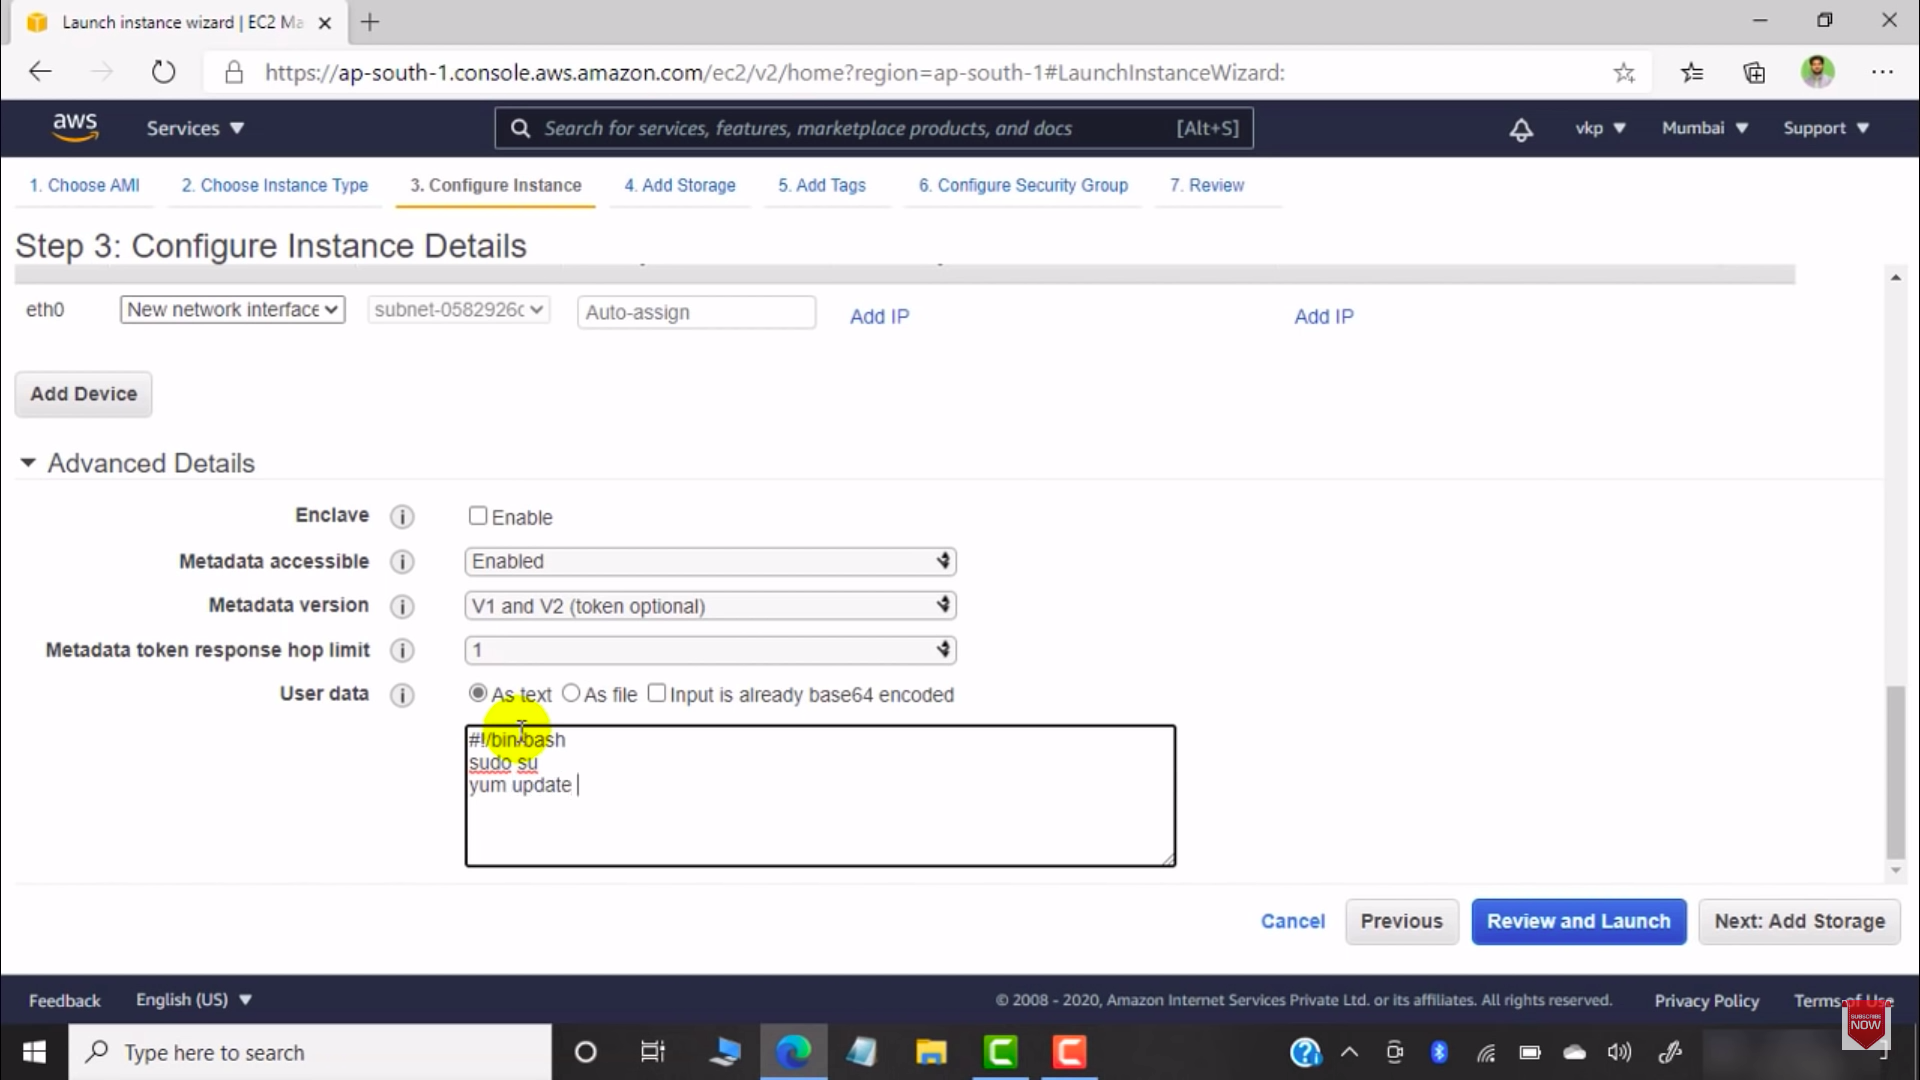 Launch instance wizard | EC2 Ma
https://ap-south-1.console.aws.amazon.com/ec2/v2/home?region=ap-south-1#LaunchInstanceWizard:
aws
Services
Search for services, features, marketplace products, and docs
[Alt+S]
vkp
Mumbai
Support
1. Choose AMI
2. Choose Instance Type
3. Configure Instance
4. Add Storage
5. Add Tags
6. Configure Security Group
7. Review
Step 3: Configure Instance Details
eth0
New network interface
subnet-0582926c
Auto-assign
Add IP
Add IP
Add Device
Advanced Details
Enclave
Enable
Metadata accessible
Enabled
Metadata version
V1 and V2 (token optional)
Metadata token response hop limit
1
User data
As text
As file
Input is already base64 encoded
#!/bin/bash
sudo su
yum update
Cancel
Previous
Review and Launch
Next: Add Storage
Feedback
English (US)
© 2008 - 2020, Amazon Internet Services Private Ltd. or its affiliates. All rights reserved.
Privacy Policy
Terms of Use
SUBSCRIBE
NOW
Type here to search